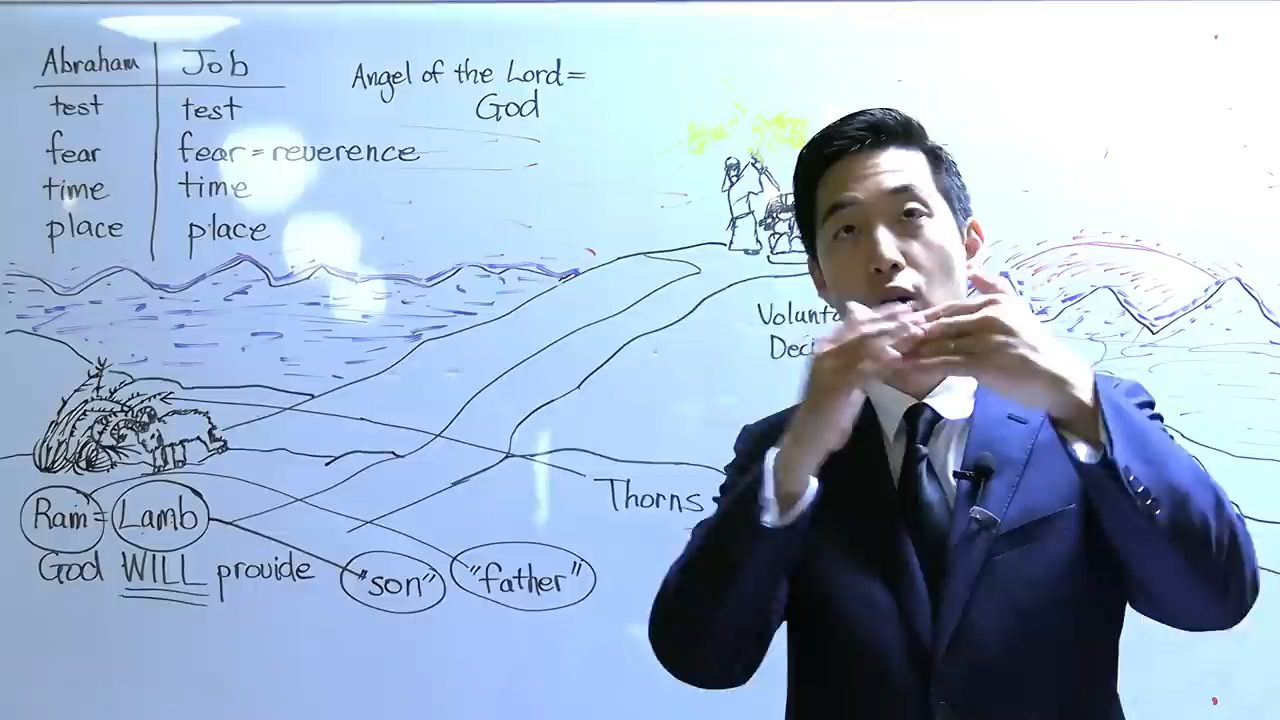 Abraham Job
test test
fear fear = reverence
time time
place place
Angel of the Lord =
God
Thorns
Ram = Lamb
God WILL provide
"son" "father"